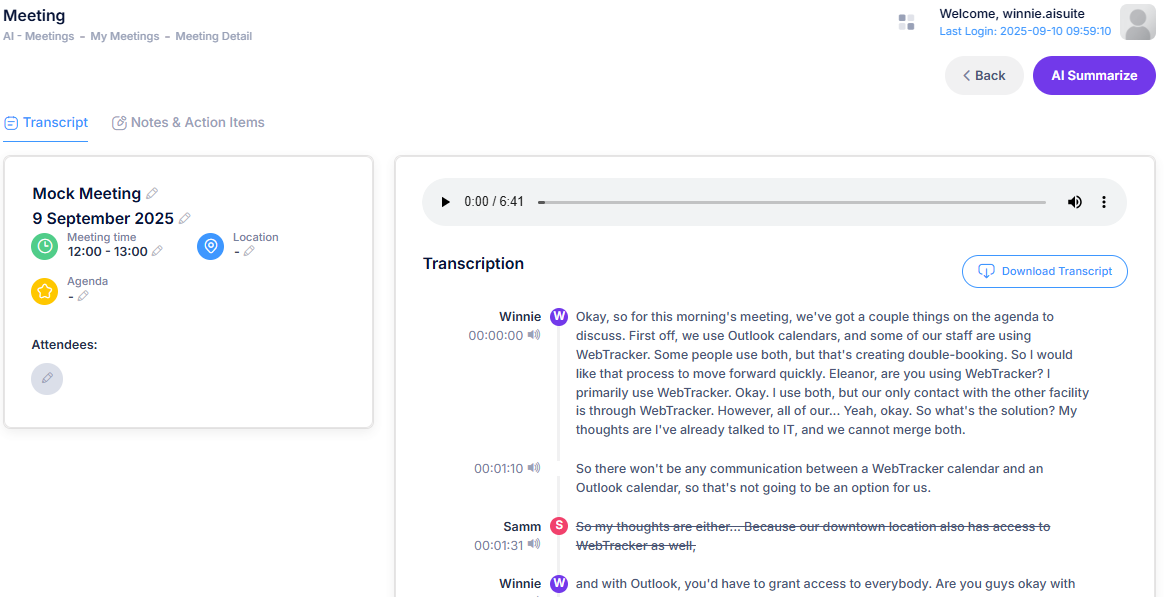 Meeting
AI - Meetings - My Meetings - Meeting Detail
Welcome, winnie.aisuite
Last Login: 2025-09-10 09:59:10
Back
AI Summarize
Transcript
Notes & Action Items
Mock Meeting
9 September 2025
Meeting time
12:00 - 13:00
Location
-
Agenda
-
Attendees:
0:00 / 6:41
Transcription
Download Transcript
Winnie
W
00:00:00
Okay, so for this morning's meeting, we've got a couple things on the agenda to
discuss. First off, we use Outlook calendars, and some of our staff are using
WebTracker. Some people use both, but that's creating double-booking. So I would
like that process to move forward quickly. Eleanor, are you using WebTracker? I
primarily use WebTracker. Okay. I use both, but our only contact with the other facility
is through WebTracker. However, all of our... Yeah, okay. So what's the solution? My
thoughts are I've already talked to IT, and we cannot merge both.
00:01:10
So there won't be any communication between a WebTracker calendar and an
Outlook calendar, so that's not going to be an option for us.
Samm
S
00:01:31
So my thoughts are either... Because our downtown location also has access to
WebTracker as well,
Winnie
W
and with Outlook, you'd have to grant access to everybody. Are you guys okay with